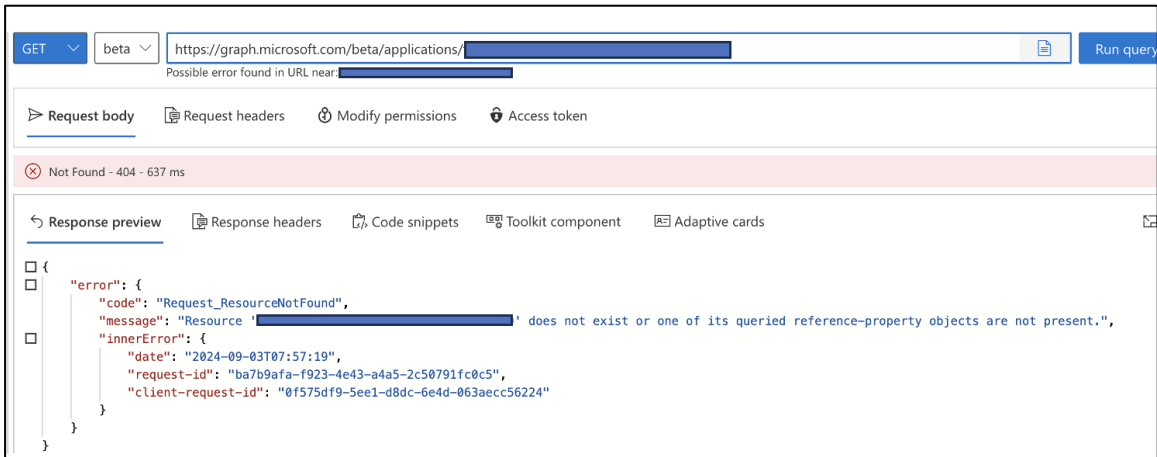 GET beta https://graph.microsoft.com/beta/applications/ Run query
Possible error found in URL near:
Request body Request headers Modify permissions Access token
Not Found - 404 - 637 ms
Response preview Response headers Code snippets Toolkit component Adaptive cards
{
"error": {
"code": "Request_ResourceNotFound",
"message": "Resource '' does not exist or one of its queried reference-property objects are not present.",
"innerError": {
"date": "2024-09-03T07:57:19",
"request-id": "ba7b9afa-f923-4e43-a4a5-2c50791fc0c5",
"client-request-id": "0f575df9-5ee1-d8dc-6e4d-063aecc56224"
}
}
}